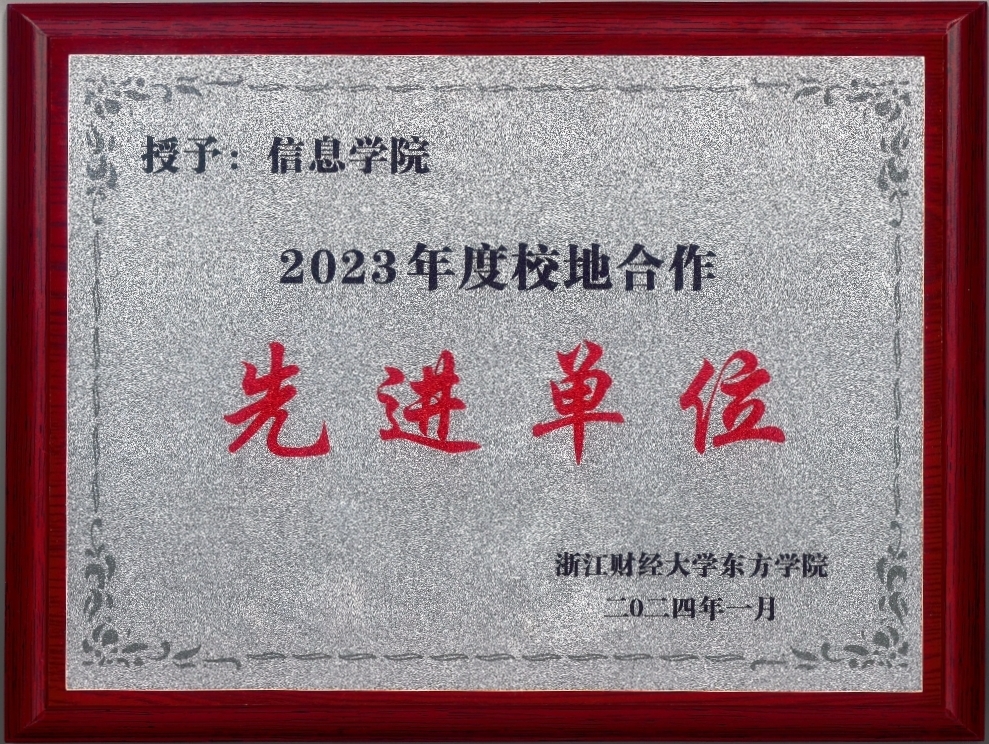 授予：信息学院
2023年度校地合作
先进单位
浙江财经大学东方学院
二0二四年一月